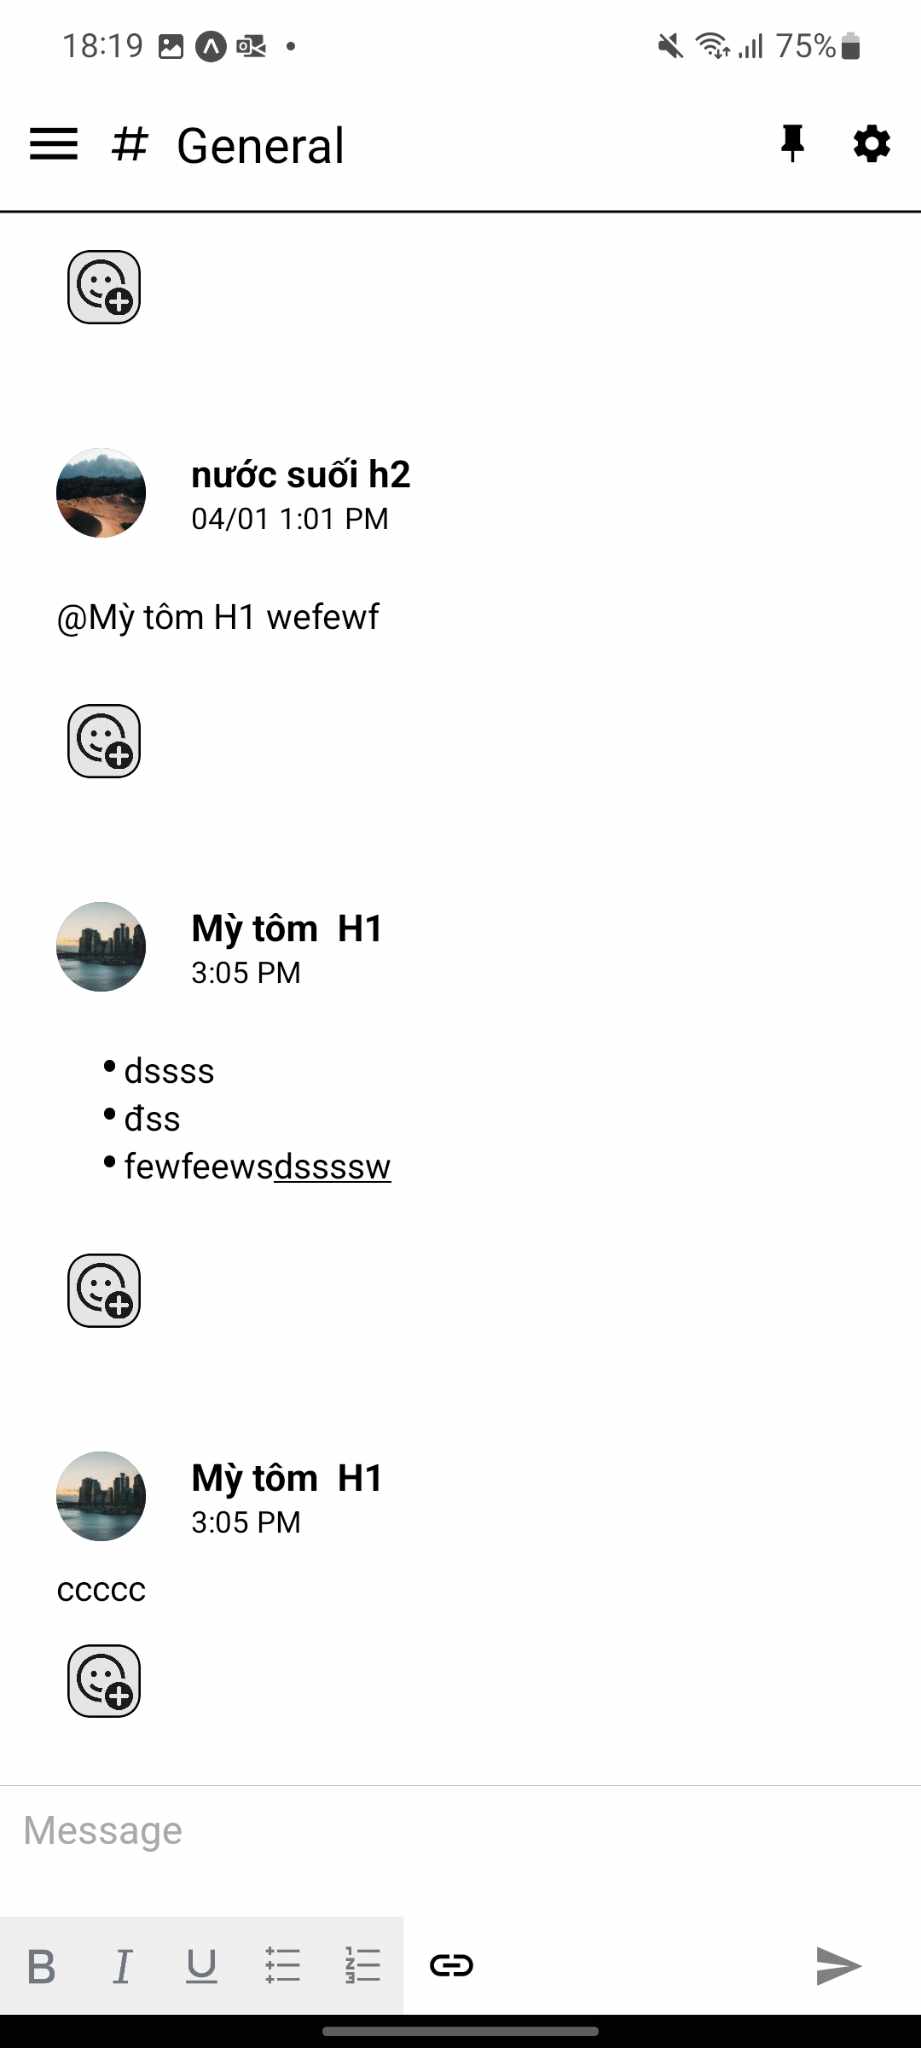 18:19
75%
# General
nước suối h2
04/01 1:01 PM
@Mỳ tôm H1 wefewf
Mỳ tôm  H1
3:05 PM
• dssss
• đss
• fewfeewsdssssw
Mỳ tôm  H1
3:05 PM
ccccc
Message
B I U